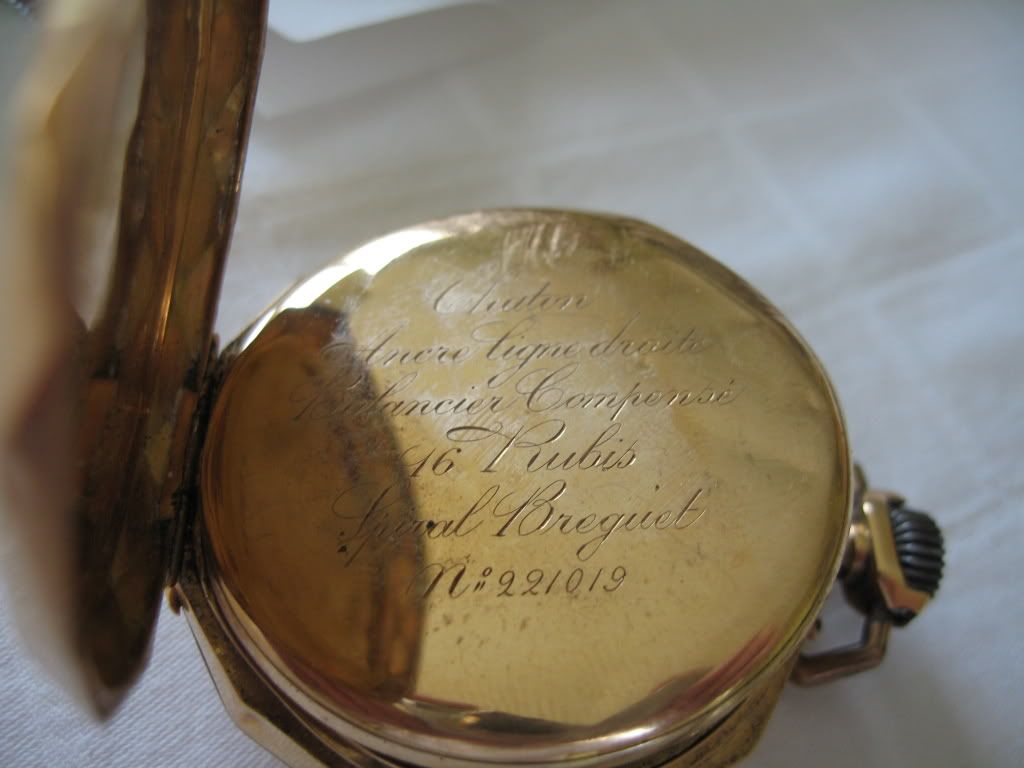 Chaton
Ancre ligne droite
Balancier Compensé
16 Rubis
Spiral Breguet
No 221019